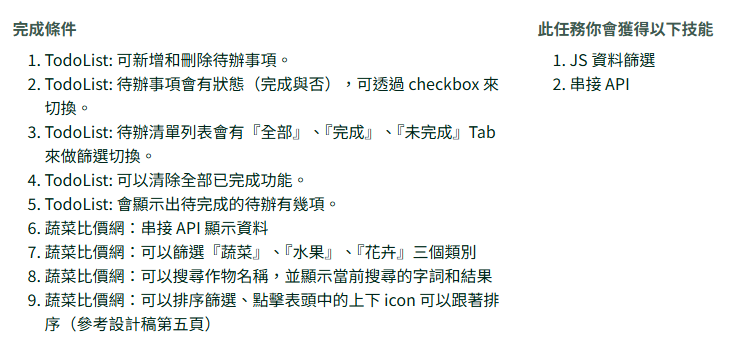 完成條件
1. TodoList: 可新增和刪除待辦事項。
2. TodoList: 待辦事項會有狀態（完成與否），可透過 checkbox 來
切換。
3. TodoList: 待辦清單列表會有『全部』、『完成』、『未完成』Tab
來做篩選切換。
4. TodoList: 可以清除全部已完成功能。
5. TodoList: 會顯示出待完成的待辦有幾項。
6. 蔬菜比價網：串接 API 顯示資料
7. 蔬菜比價網：可以篩選『蔬菜』、『水果』、『花卉』三個類別
8. 蔬菜比價網：可以搜尋作物名稱，並顯示當前搜尋的字詞和結果
9. 蔬菜比價網：可以排序篩選、點擊表頭中的上下 icon 可以跟著排
序（參考設計稿第五頁）
此任務你會獲得以下技能
1. JS 資料篩選
2. 串接 API